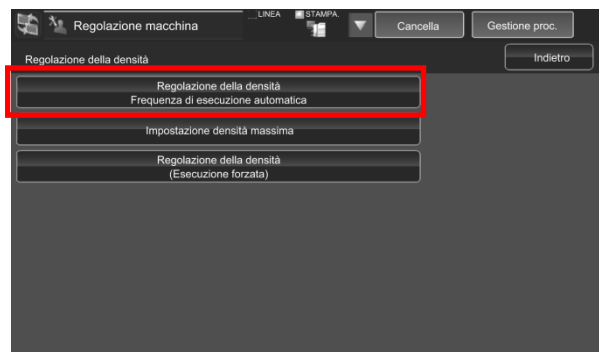 Regolazione macchina
LINEA
STAMPA.
Cancella
Gestione proc.
Regolazione della densità
Indietro
Regolazione della densità
Frequenza di esecuzione automatica
Impostazione densità massima
Regolazione della densità
(Esecuzione forzata)